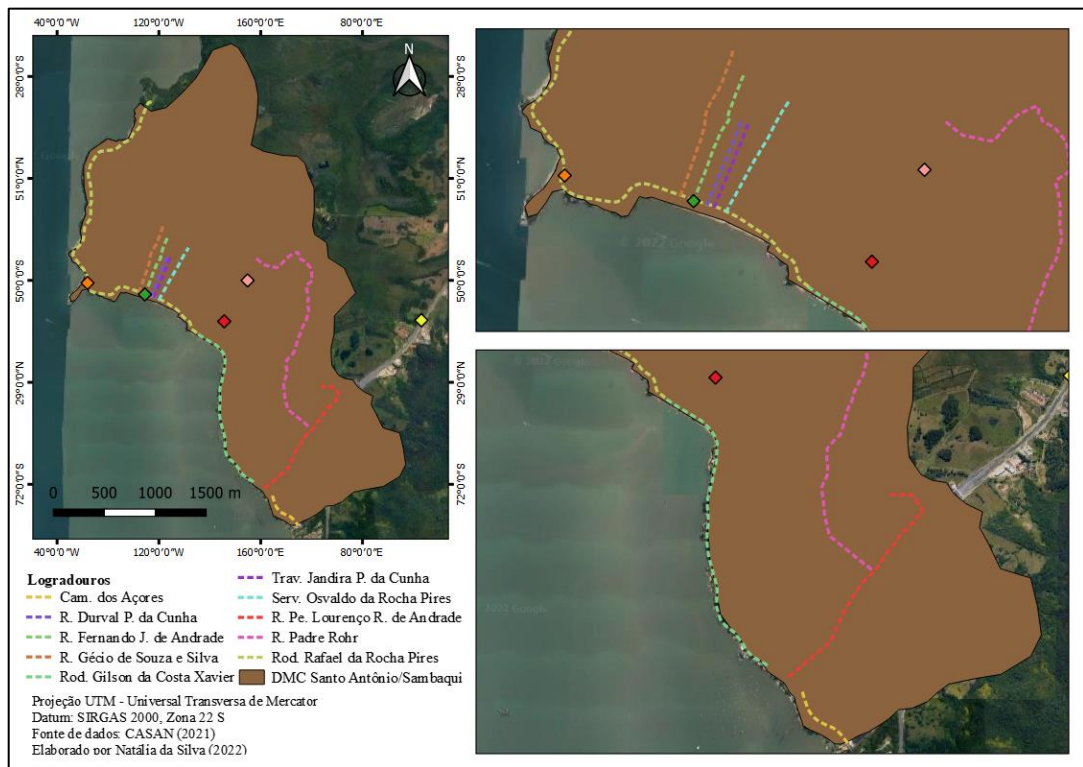 40°0'0"W 120°0'0"W 160°0'0"E 80°0'0"E
N
28°0'0"S
51°0'0"N
50°0'0"S
29°0'0"N
72°0'0"S
0 500 1000 1500 m
40°0'0"W 120°0'0"W 160°0'0"E 80°0'0"E
28°0'0"S
51°0'0"N
50°0'0"S
29°0'0"N
72°0'0"S
© 2022 Google
2022 Google
Logradouros
Cam. dos Açores
R. Durval P. da Cunha
R. Fernando J. de Andrade
R. Gécio de Souza e Silva
Rod. Gilson da Costa Xavier
Trav. Jandira P. da Cunha
Serv. Osvaldo da Rocha Pires
R. Pe. Lourenço R. de Andrade
R. Padre Rohr
Rod. Rafael da Rocha Pires
DMC Santo Antônio/Sambaqui
Projeção UTM - Universal Transversa de Mercator
Datum: SIRGAS 2000, Zona 22 S
Fonte de dados: CASAN (2021)
Elaborado por Natália da Silva (2022)